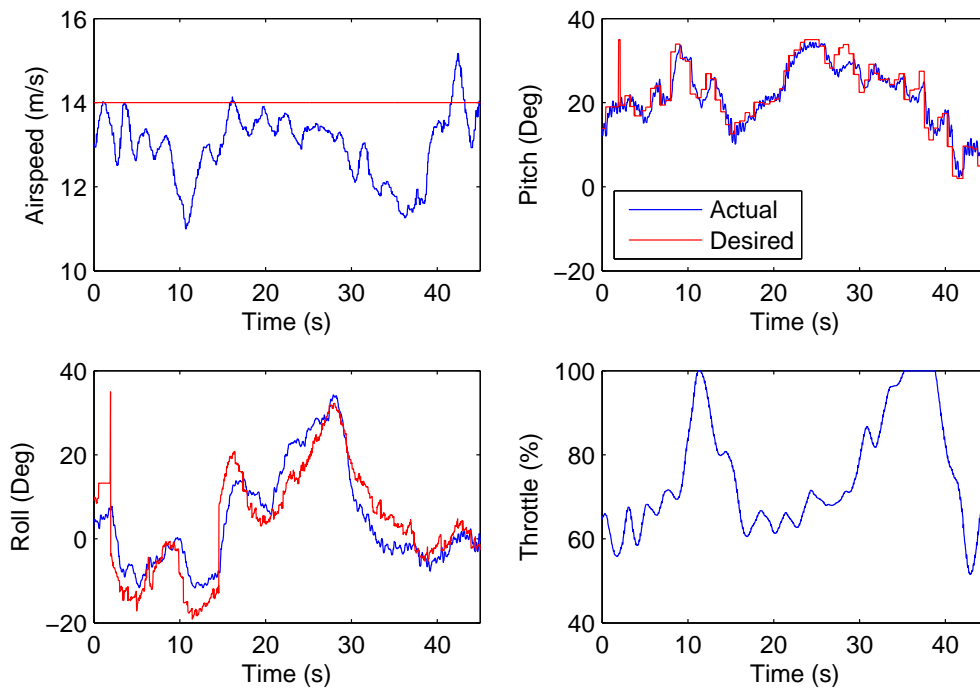 16
14
12
10
Airspeed (m/s)
0 10 20 30 40
Time (s)
40
20
0
−20
Pitch (Deg)
Actual
Desired
0 10 20 30 40
Time (s)
40
20
0
−20
Roll (Deg)
0 10 20 30 40
Time (s)
100
80
60
40
Throttle (%)
0 10 20 30 40
Time (s)